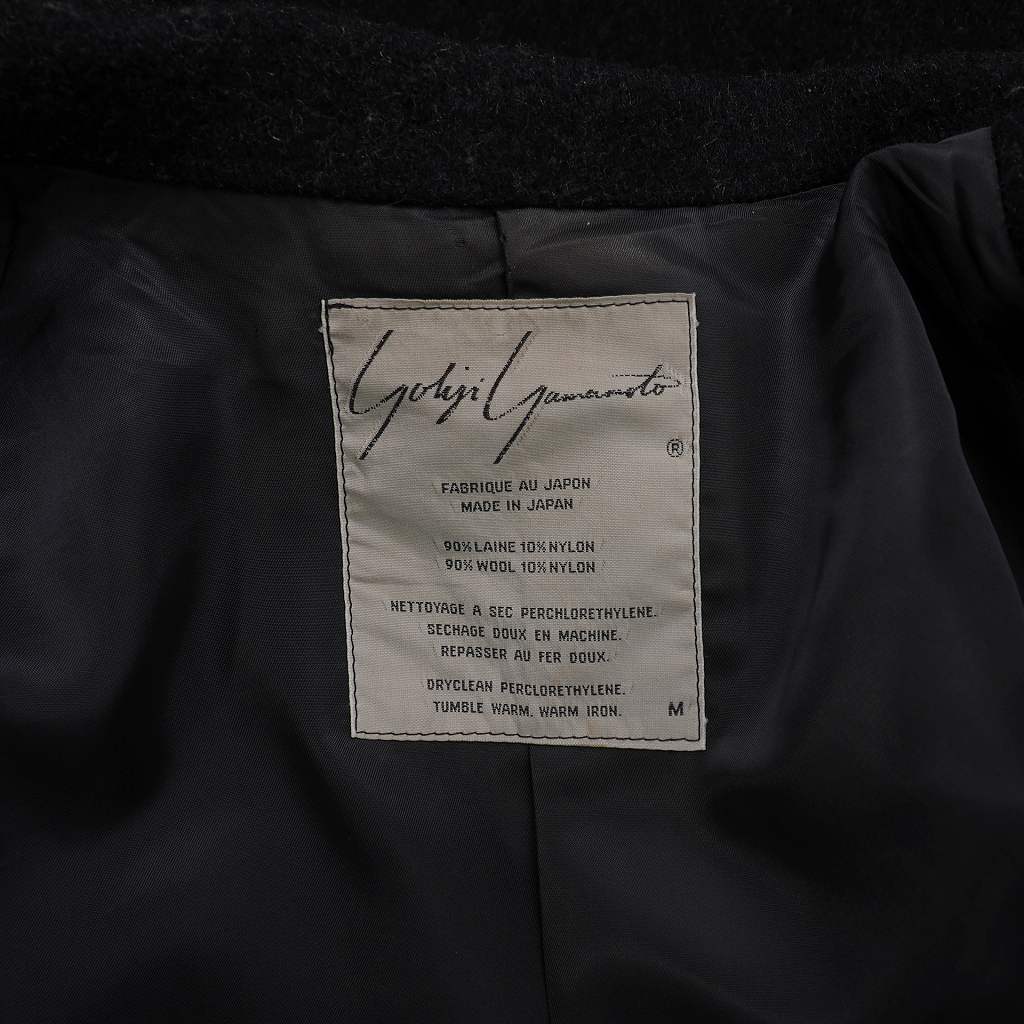 Yohji Yamamoto
®
FABRIQUE AU JAPON
MADE IN JAPAN
90% LAINE 10% NYLON
90% WOOL 10% NYLON
NETTOYAGE A SEC PERCHLORETHYLENE.
SECHAGE DOUX EN MACHINE.
REPASSER AU FER DOUX.
DRYCLEAN PERCLORETHYLENE.
TUMBLE WARM. WARM IRON.
M